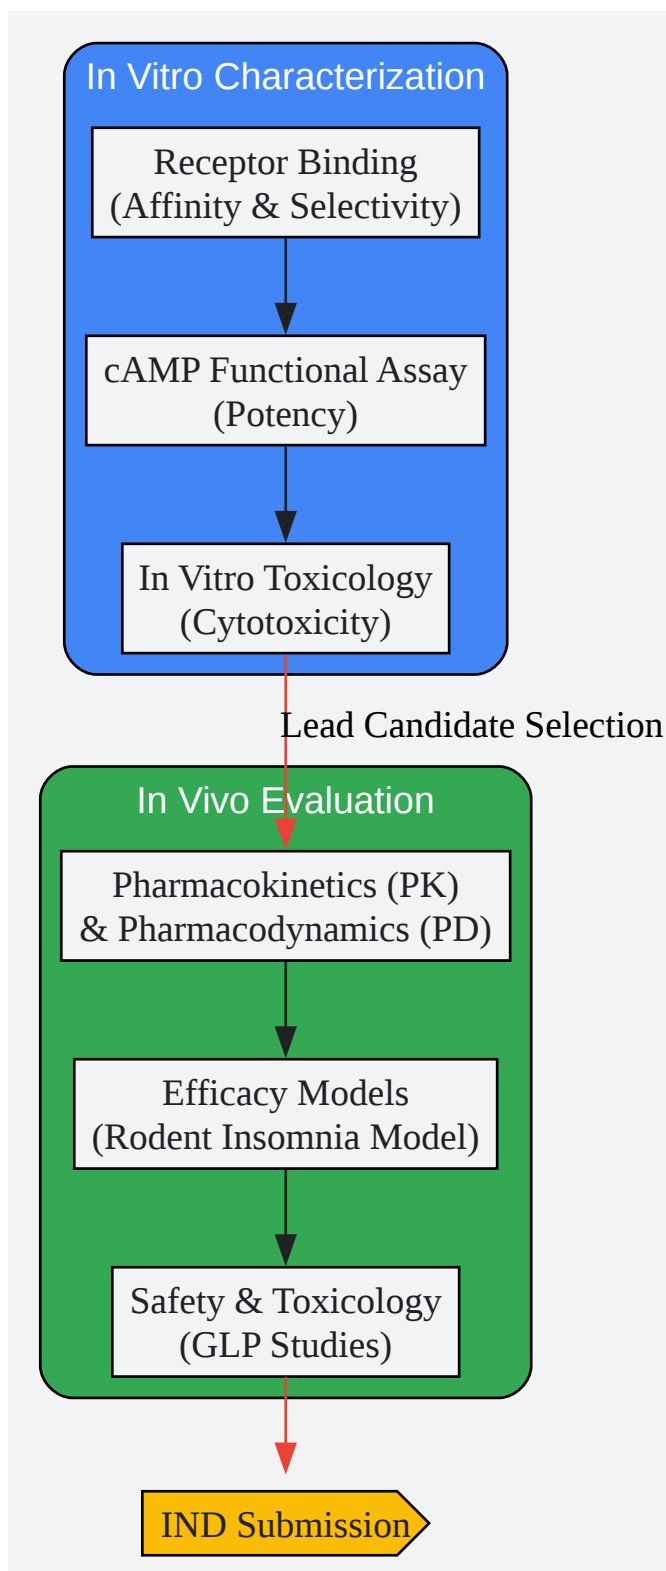 In Vitro Characterization
Receptor Binding
(Affinity & Selectivity)
cAMP Functional Assay
(Potency)
In Vitro Toxicology
(Cytotoxicity)
Lead Candidate Selection
In Vivo Evaluation
Pharmacokinetics (PK)
& Pharmacodynamics (PD)
Efficacy Models
(Rodent Insomnia Model)
Safety & Toxicology
(GLP Studies)
IND Submission